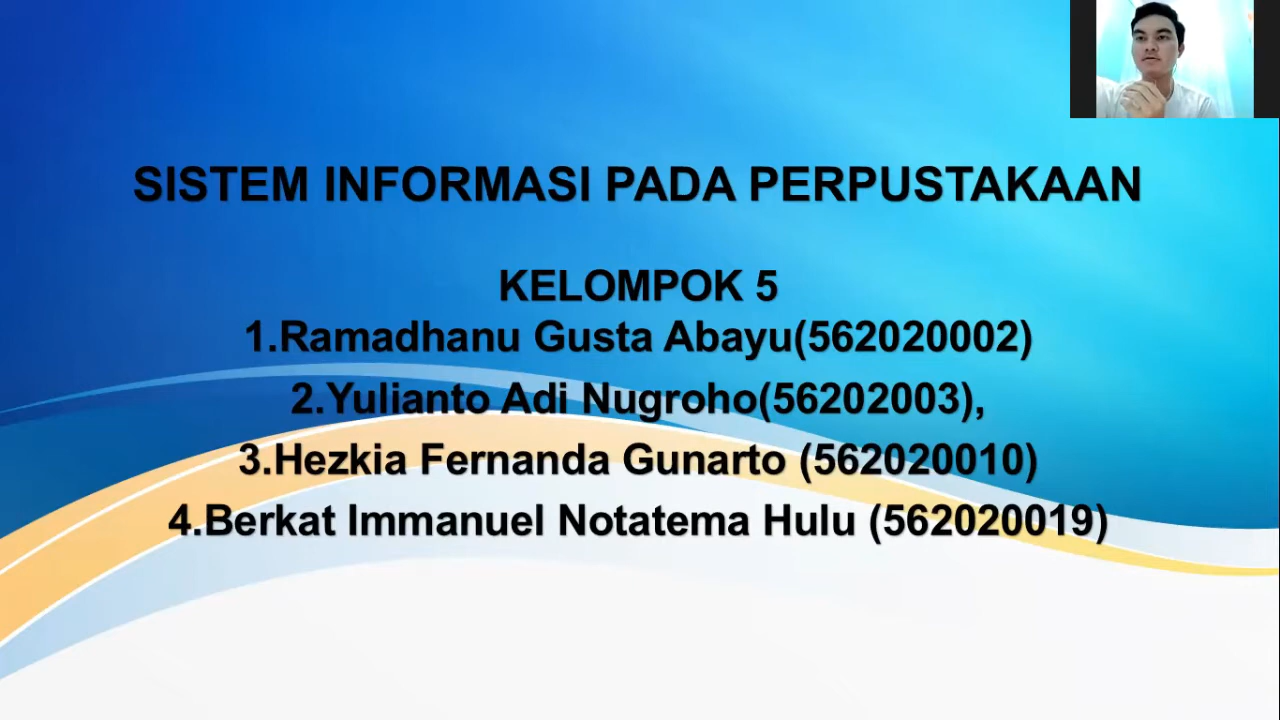 SISTEM INFORMASI PADA PERPUSTAKAAN
KELOMPOK 5
1.Ramadhanu Gusta Abayu(562020002)
2.Yulianto Adi Nugroho(56202003),
3.Hezkia Fernanda Gunarto (562020010)
4.Berkat Immanuel Notatema Hulu (562020019)